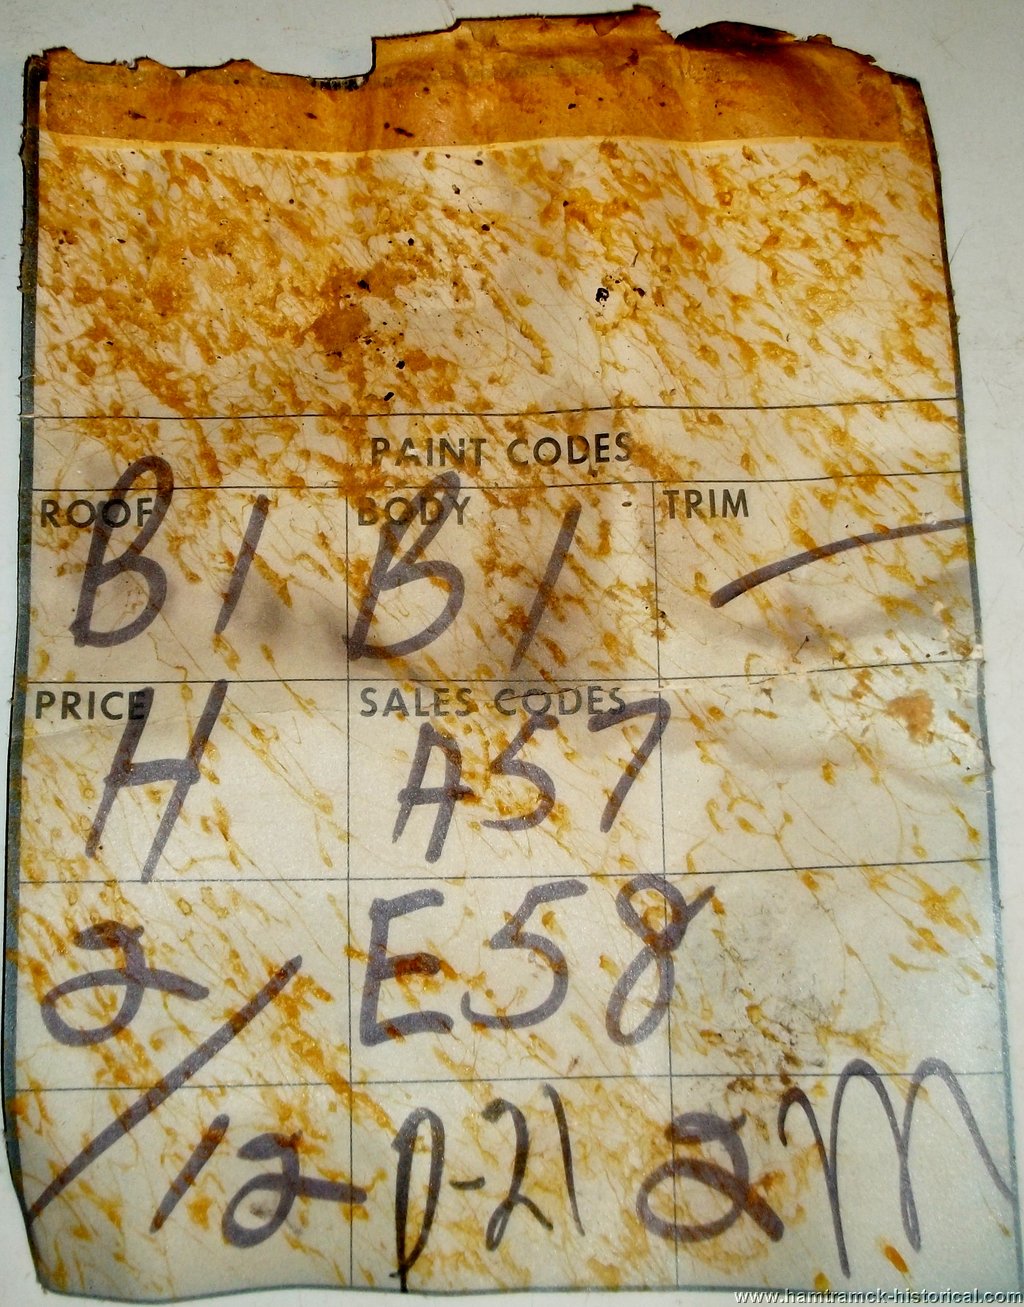 PAINT CODES
ROOF BODY TRIM
B1 B1 —
PRICE SALES CODES
H A57
2 E58
/
12 D-21 2M
www.hamtramck-historical.com